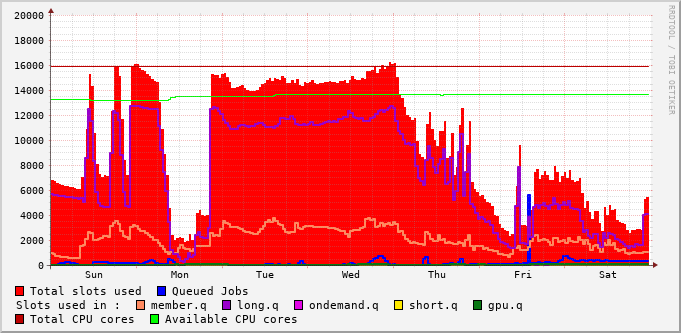 20000
18000
16000
14000
12000
10000
8000
6000
4000
2000
0
Sun Mon Tue Wed Thu Fri Sat
RRDTOOL / TOBI OETIKER
Total slots used Queued Jobs
Slots used in : member.q long.q ondemand.q short.q gpu.q
Total CPU cores Available CPU cores